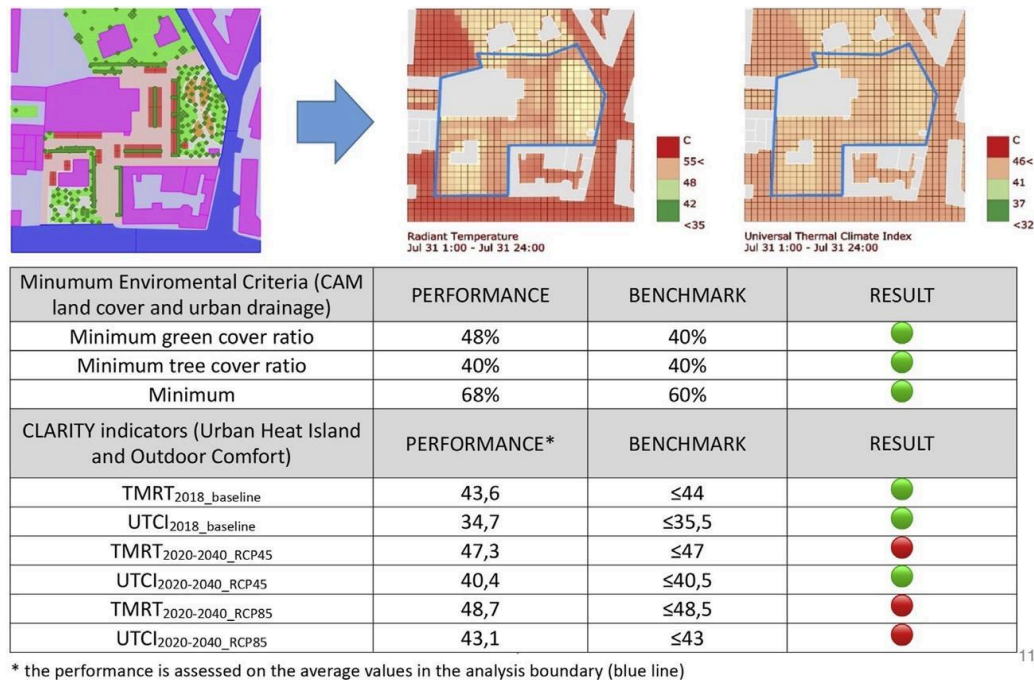 C
55<
48
42
<35
Radiant Temperature
Jul 31 1:00 - Jul 31 24:00
C
46<
41
37
<32
Universal Thermal Climate Index
Jul 31 1:00 - Jul 31 24:00
Minumum Enviromental Criteria (CAM
land cover and urban drainage)
PERFORMANCE
BENCHMARK
RESULT
Minimum green cover ratio
48%
40%
Minimum tree cover ratio
40%
40%
Minimum
68%
60%
CLARITY indicators (Urban Heat Island
and Outdoor Comfort)
PERFORMANCE*
BENCHMARK
RESULT
TMRT2018_baseline
43,6
≤44
UTCI2018_baseline
34,7
≤35,5
TMRT2020-2040_RCP45
47,3
≤47
UTCI2020-2040_RCP45
40,4
≤40,5
TMRT2020-2040_RCP85
48,7
≤48,5
UTCI2020-2040_RCP85
43,1
≤43
11
* the performance is assessed on the average values in the analysis boundary (blue line)